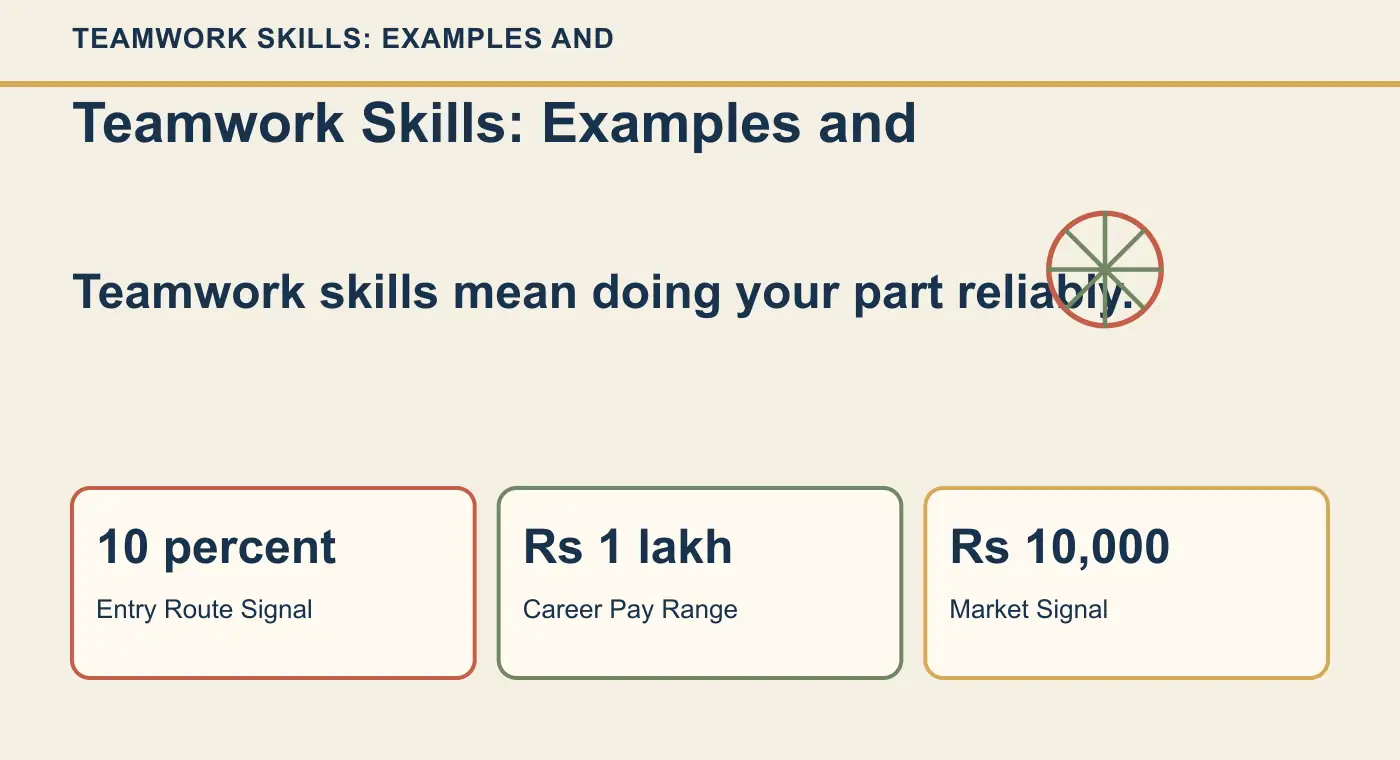 TEAMWORK SKILLS: EXAMPLES AND
Teamwork Skills: Examples and
Teamwork skills mean doing your part reliably.
10 percent
Entry Route Signal
Rs 1 lakh
Career Pay Range
Rs 10,000
Market Signal